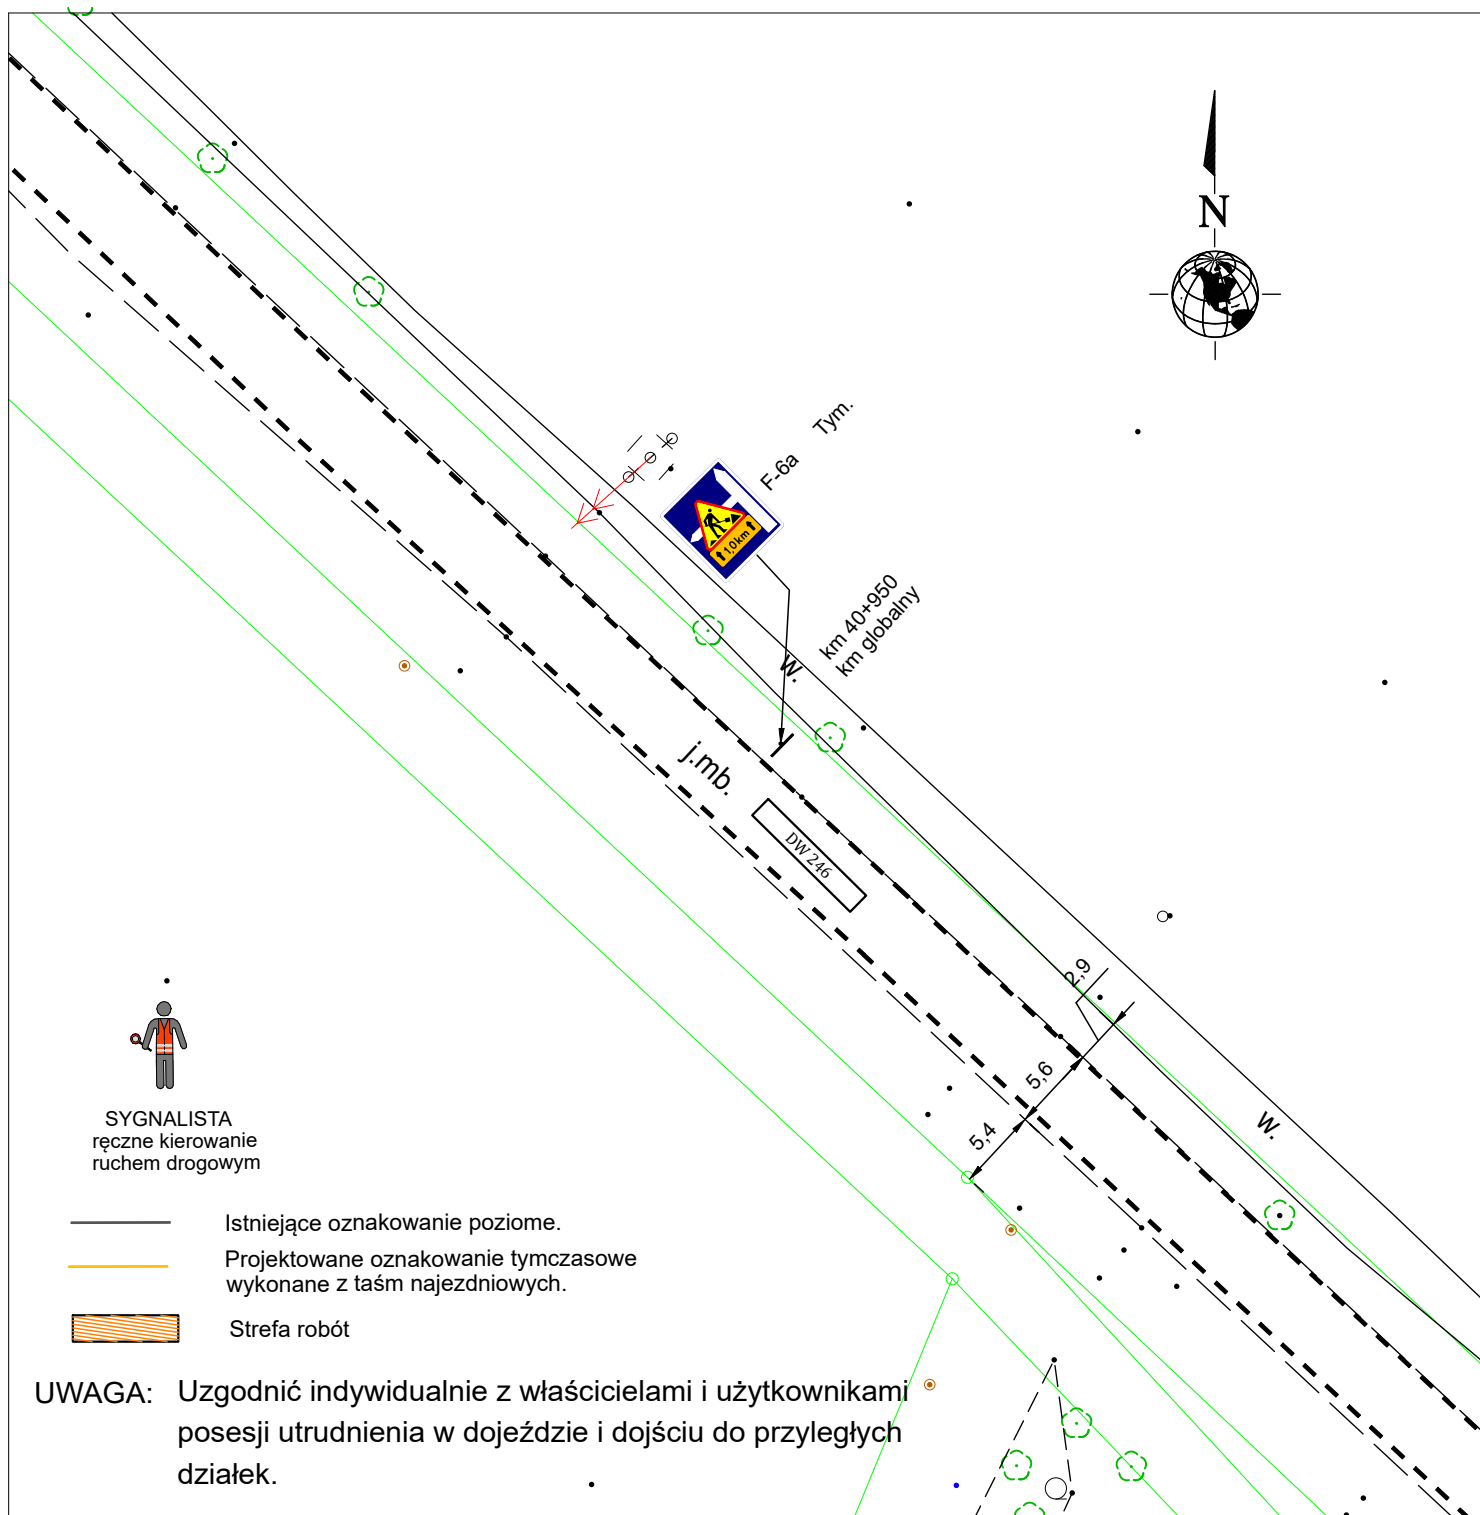 N
Tym.
F-6a
1,0km
km 40+950
km globalny
w.
j.mb.
DW 246
2,9
5,6
5,4
w.
SYGNALISTA
ręczne kierowanie
ruchem drogowym
Istniejące oznakowanie poziome.
Projektowane oznakowanie tymczasowe
wykonane z taśm najezdniowych.
Strefa robót
UWAGA: Uzgodnić indywidualnie z właścicielami i użytkownikami
posesji utrudnienia w dojeździe i dojściu do przyległych
działek.